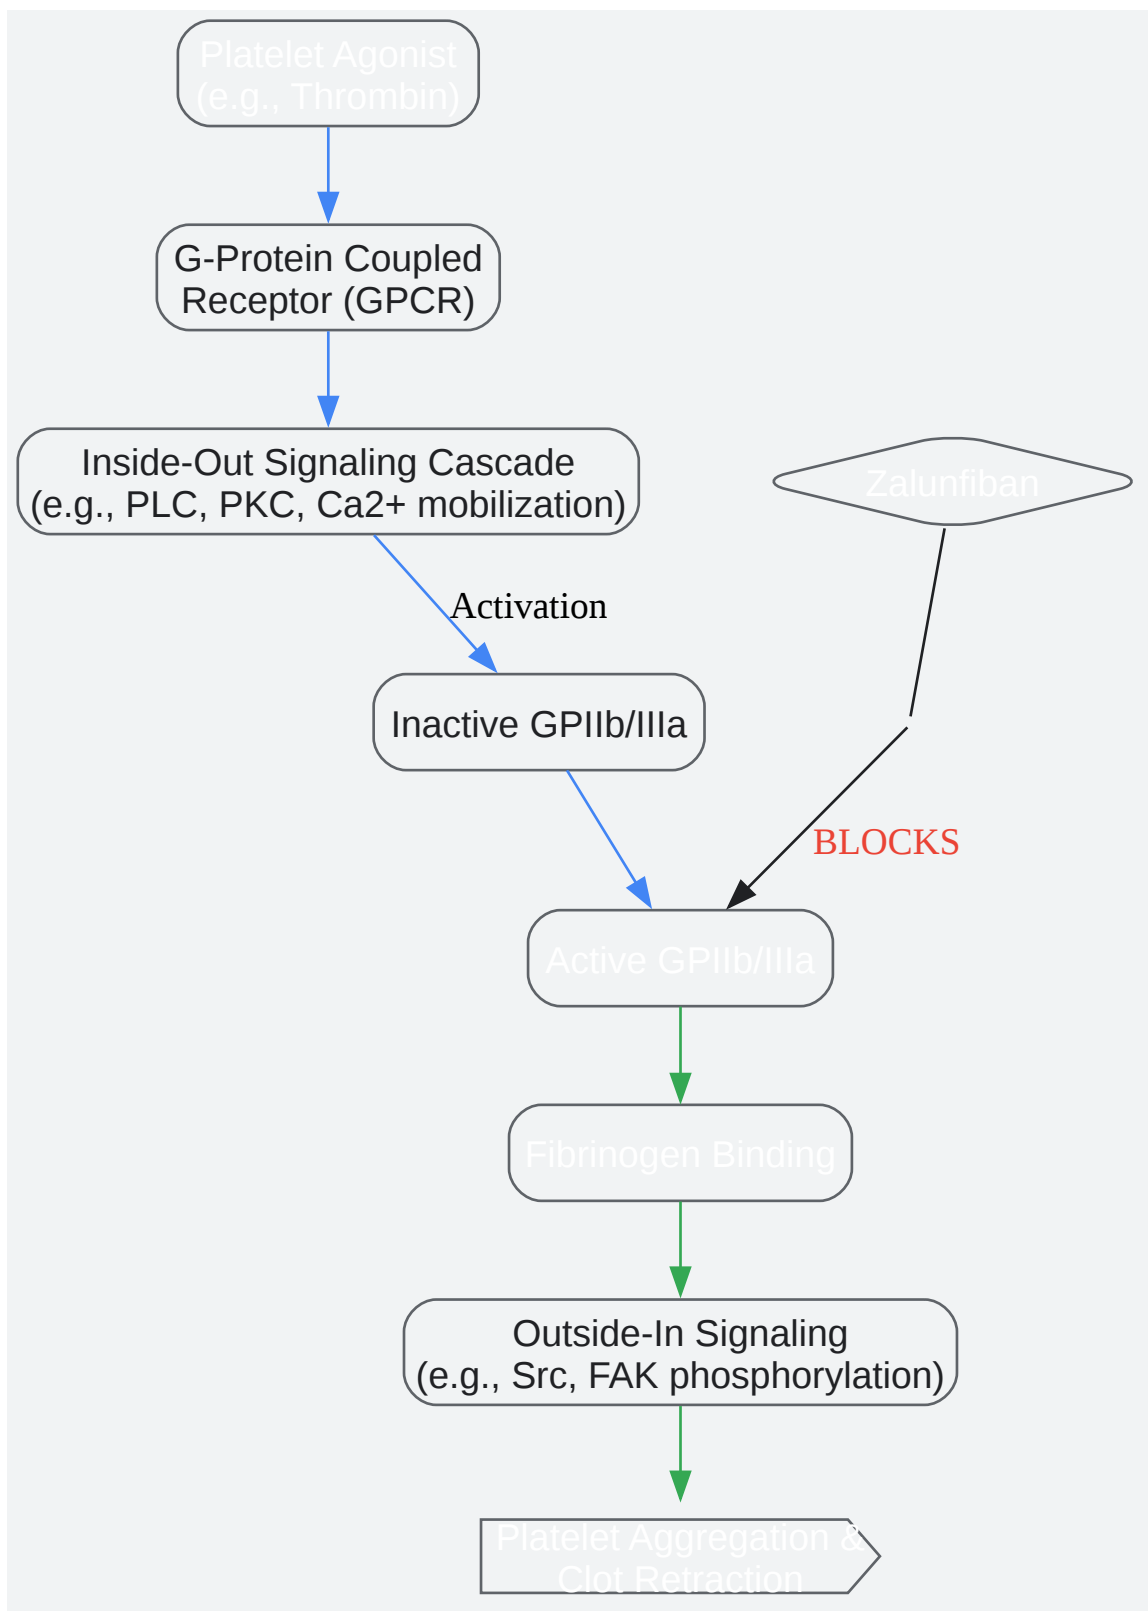 Platelet Agonist
(e.g., Thrombin)
G-Protein Coupled
Receptor (GPCR)
Inside-Out Signaling Cascade
(e.g., PLC, PKC, Ca2+ mobilization)
Zalunfiban
Activation
Inactive GPIIb/IIIa
BLOCKS
Active GPIIb/IIIa
Fibrinogen Binding
Outside-In Signaling
(e.g., Src, FAK phosphorylation)
Platelet Aggregation &
Clot Retraction